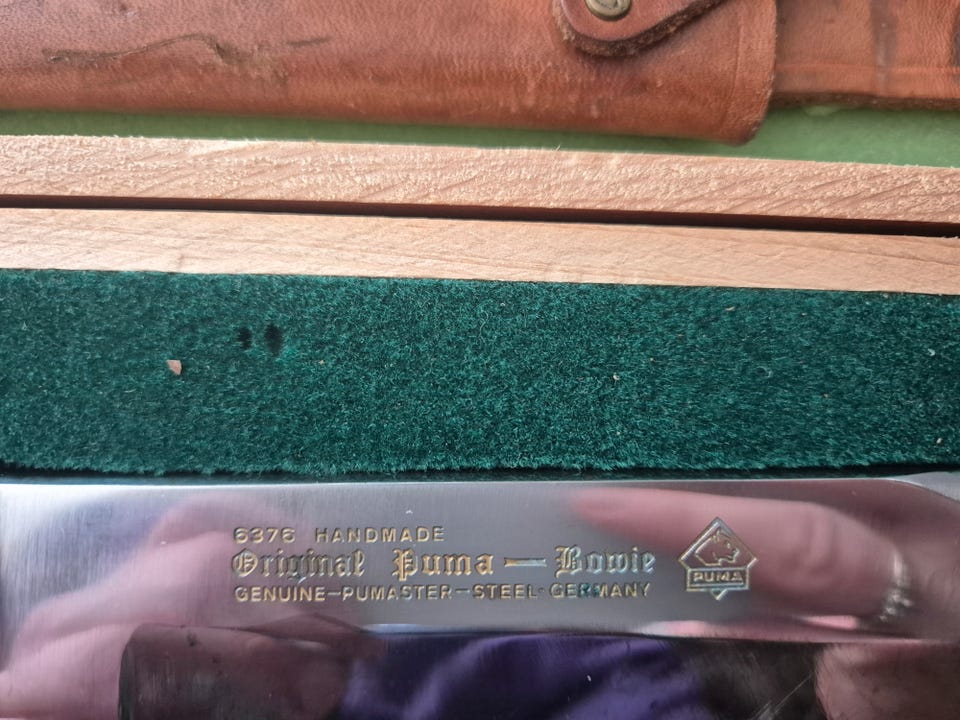 6376 HANDMADE
Original Puma — Bowie
GENUINE-PUMASTER-STEEL·GERMANY
PUMA